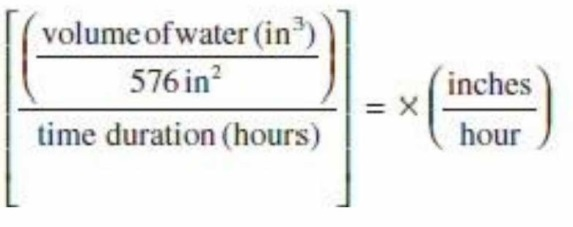 [((volume of water (in³) / 576 in²)) / time duration (hours)] = × (inches / hour)